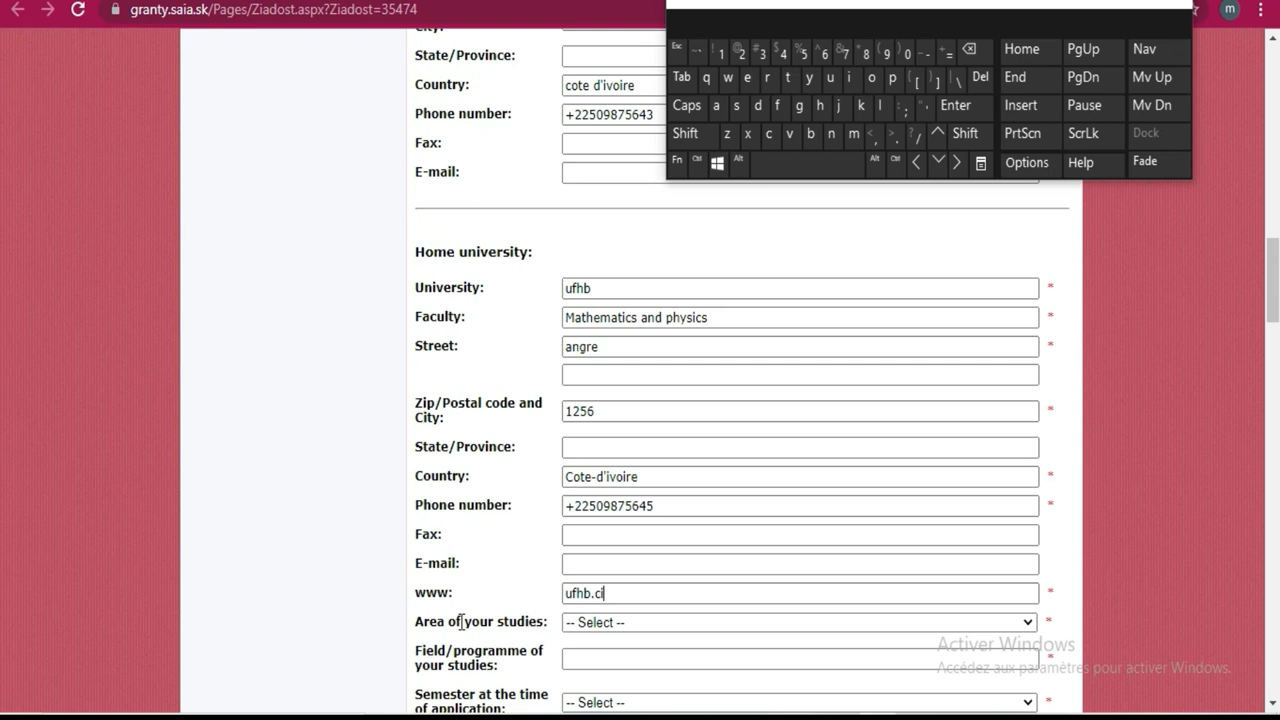 granty.saia.sk/Pages/Ziadost.aspx?Ziadost=35474
m
Esc ~ ` ! 1 @ 2 # 3 $ 4 % 5 ^ 6 & 7 * 8 ( 9 ) 0 _ - + = Home PgUp Nav
Tab q w e r t y u i o p { [ } ] | \ Del End PgDn Mv Up
Caps a s d f g h j k l : ; " ' Enter Insert Pause Mv Dn
Shift z x c v b n m < , > . ? / Shift PrtScn ScrLk Dock
Fn Ctrl Alt Alt Ctrl Options Help Fade
City:
State/Province:
Country: cote d'ivoire
Phone number: +22509875643
Fax:
E-mail:
Home university:
University: ufhb *
Faculty: Mathematics and physics *
Street: angre *
Zip/Postal code and
City: 1256 *
State/Province:
Country: Cote-d'ivoire *
Phone number: +22509875645 *
Fax:
E-mail:
www: ufhb.ci *
Area of your studies: -- Select -- *
Activer Windows
Field/programme of
your studies: *
Accédez aux paramètres pour activer Windows.
Semester at the time
of application: -- Select -- *